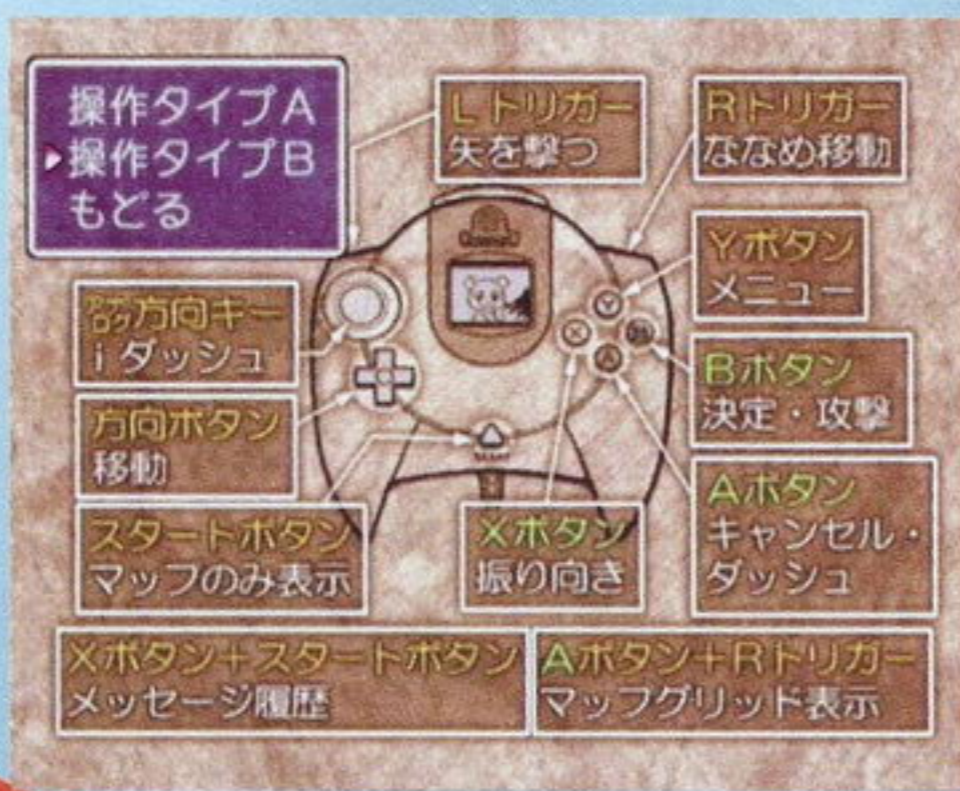 操作タイプA
操作タイプB
もどる
Lトリガー
矢を撃つ
Rトリガー
ななめ移動
Yボタン
メニュー
アナログ方向キー
iダッシュ
Bボタン
決定・攻撃
方向ボタン
移動
Aボタン
キャンセル・
ダッシュ
スタートボタン
マップのみ表示
Xボタン
振り向き
Xボタン+スタートボタン
メッセージ履歴
Aボタン+Rトリガー
マップグリッド表示
Y
X
A